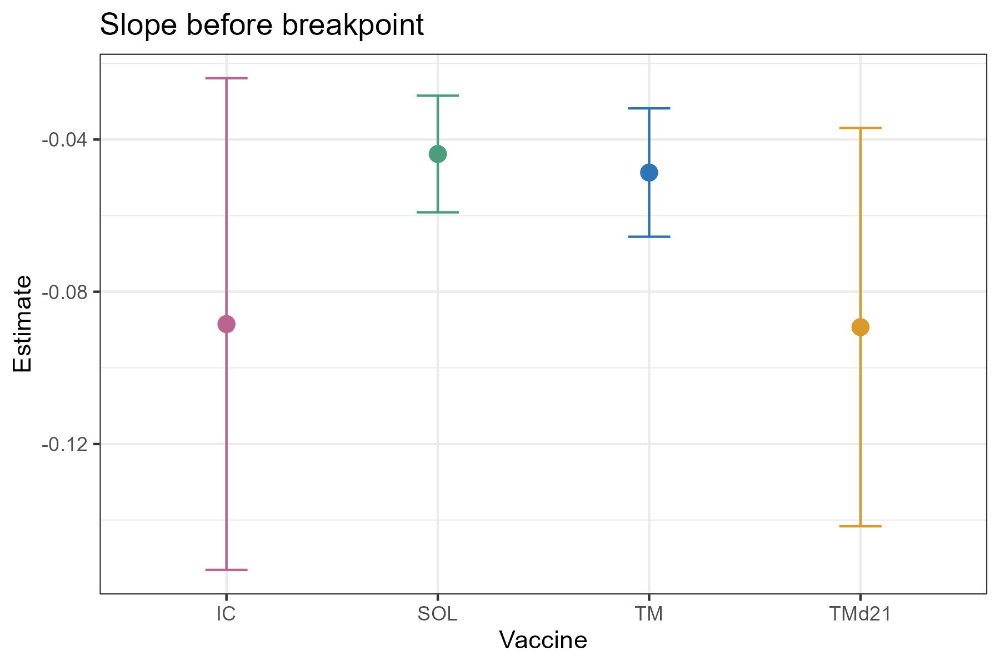 Slope before breakpoint
Estimate
-0.04
-0.08
-0.12
IC
SOL
TM
TMd21
Vaccine